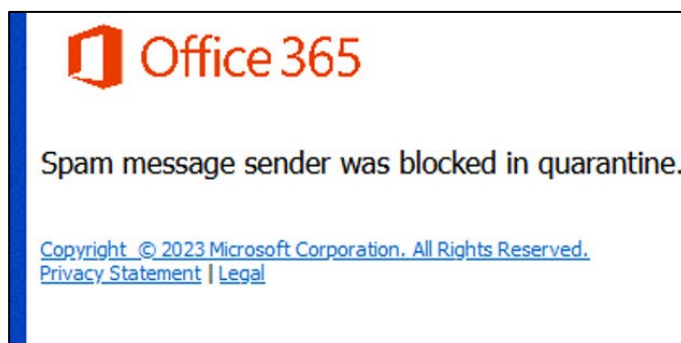 Office 365
Spam message sender was blocked in quarantine.
Copyright © 2023 Microsoft Corporation. All Rights Reserved.
Privacy Statement | Legal